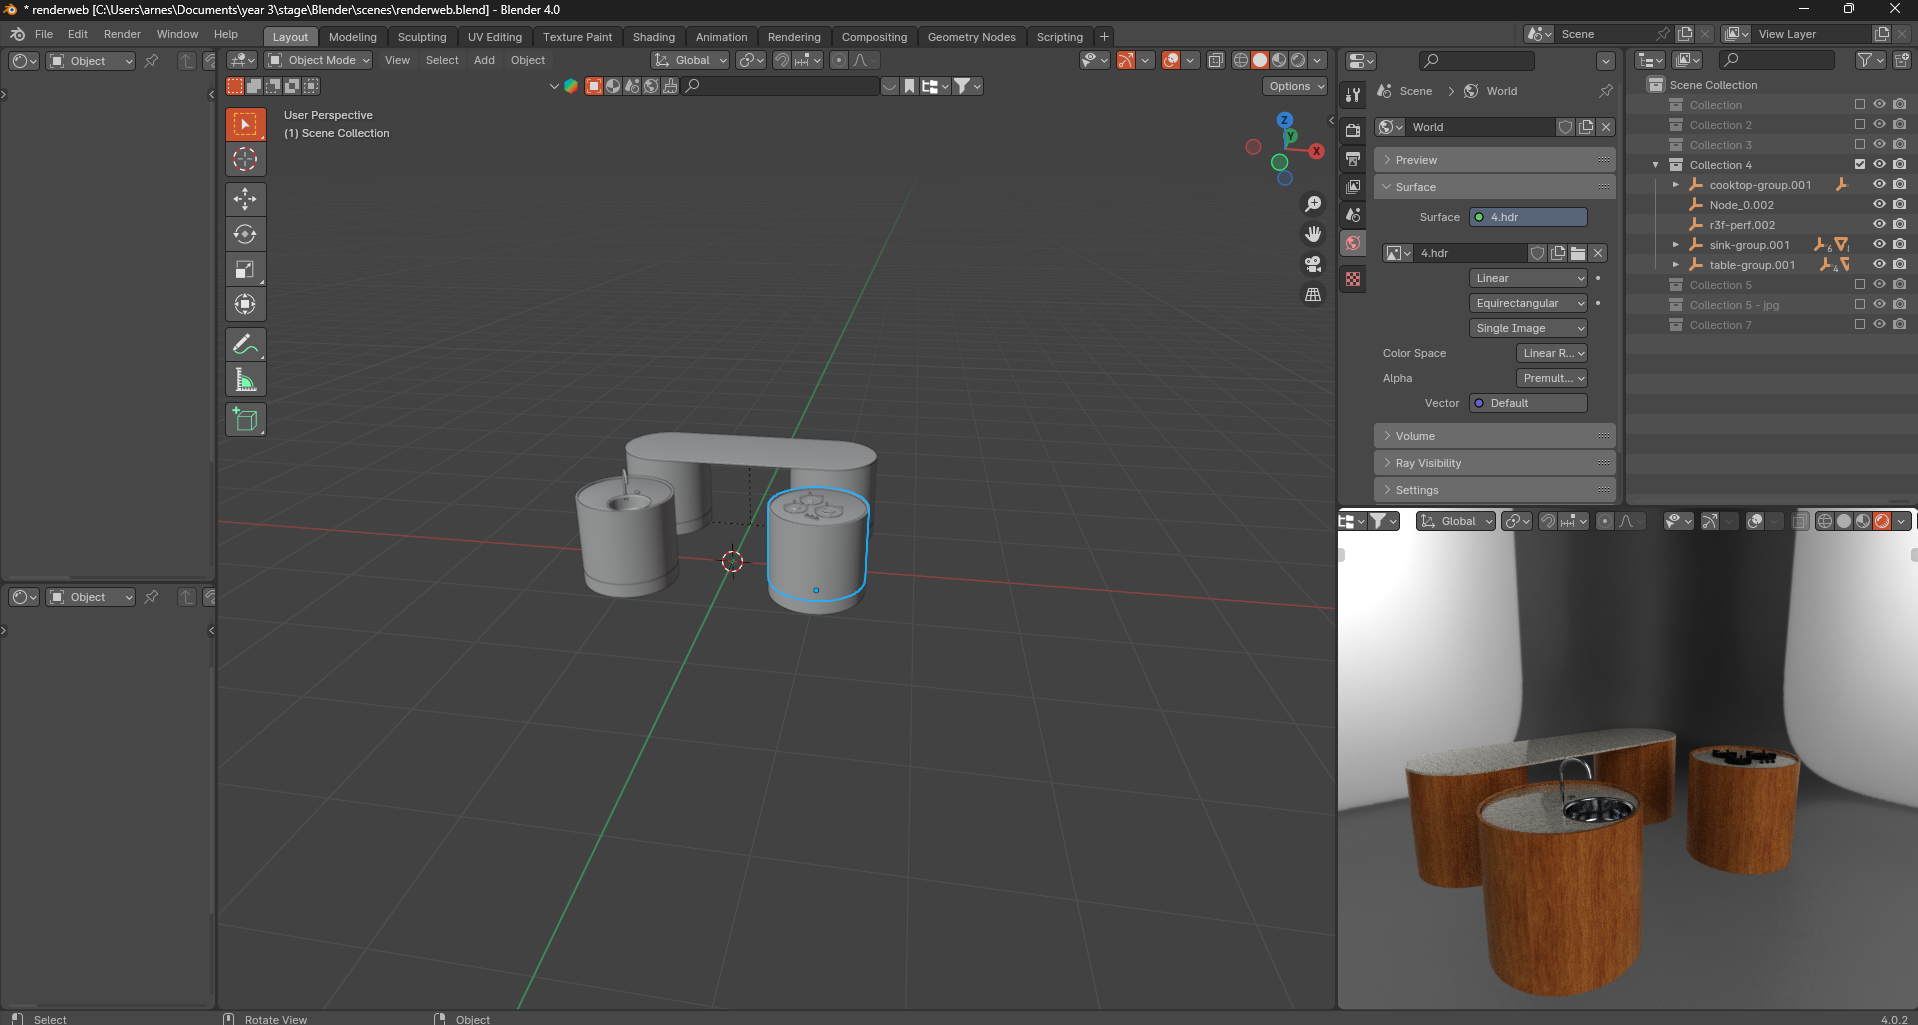 * renderweb [C:\Users\arnes\Documents\year 3\stage\Blender\scenes\renderweb.blend] - Blender 4.0
File Edit Render Window Help Layout Modeling Sculpting UV Editing Texture Paint Shading Animation Rendering Compositing Geometry Nodes Scripting + Scene View Layer
Object Object Mode View Select Add Object Global
Options
User Perspective
(1) Scene Collection
Z
Y
X
Scene > World
World
Preview
Surface
Surface 4.hdr
4.hdr
Linear
Equirectangular
Single Image
Color Space Linear R...
Alpha Premult...
Vector Default
Volume
Ray Visibility
Settings
Scene Collection
Collection
Collection 2
Collection 3
Collection 4
cooktop-group.001
Node_0.002
r3f-perf.002
sink-group.001 6
table-group.001 4
Collection 5
Collection 5 - jpg
Collection 7
Global
Object
Select Rotate View Object 4.0.2